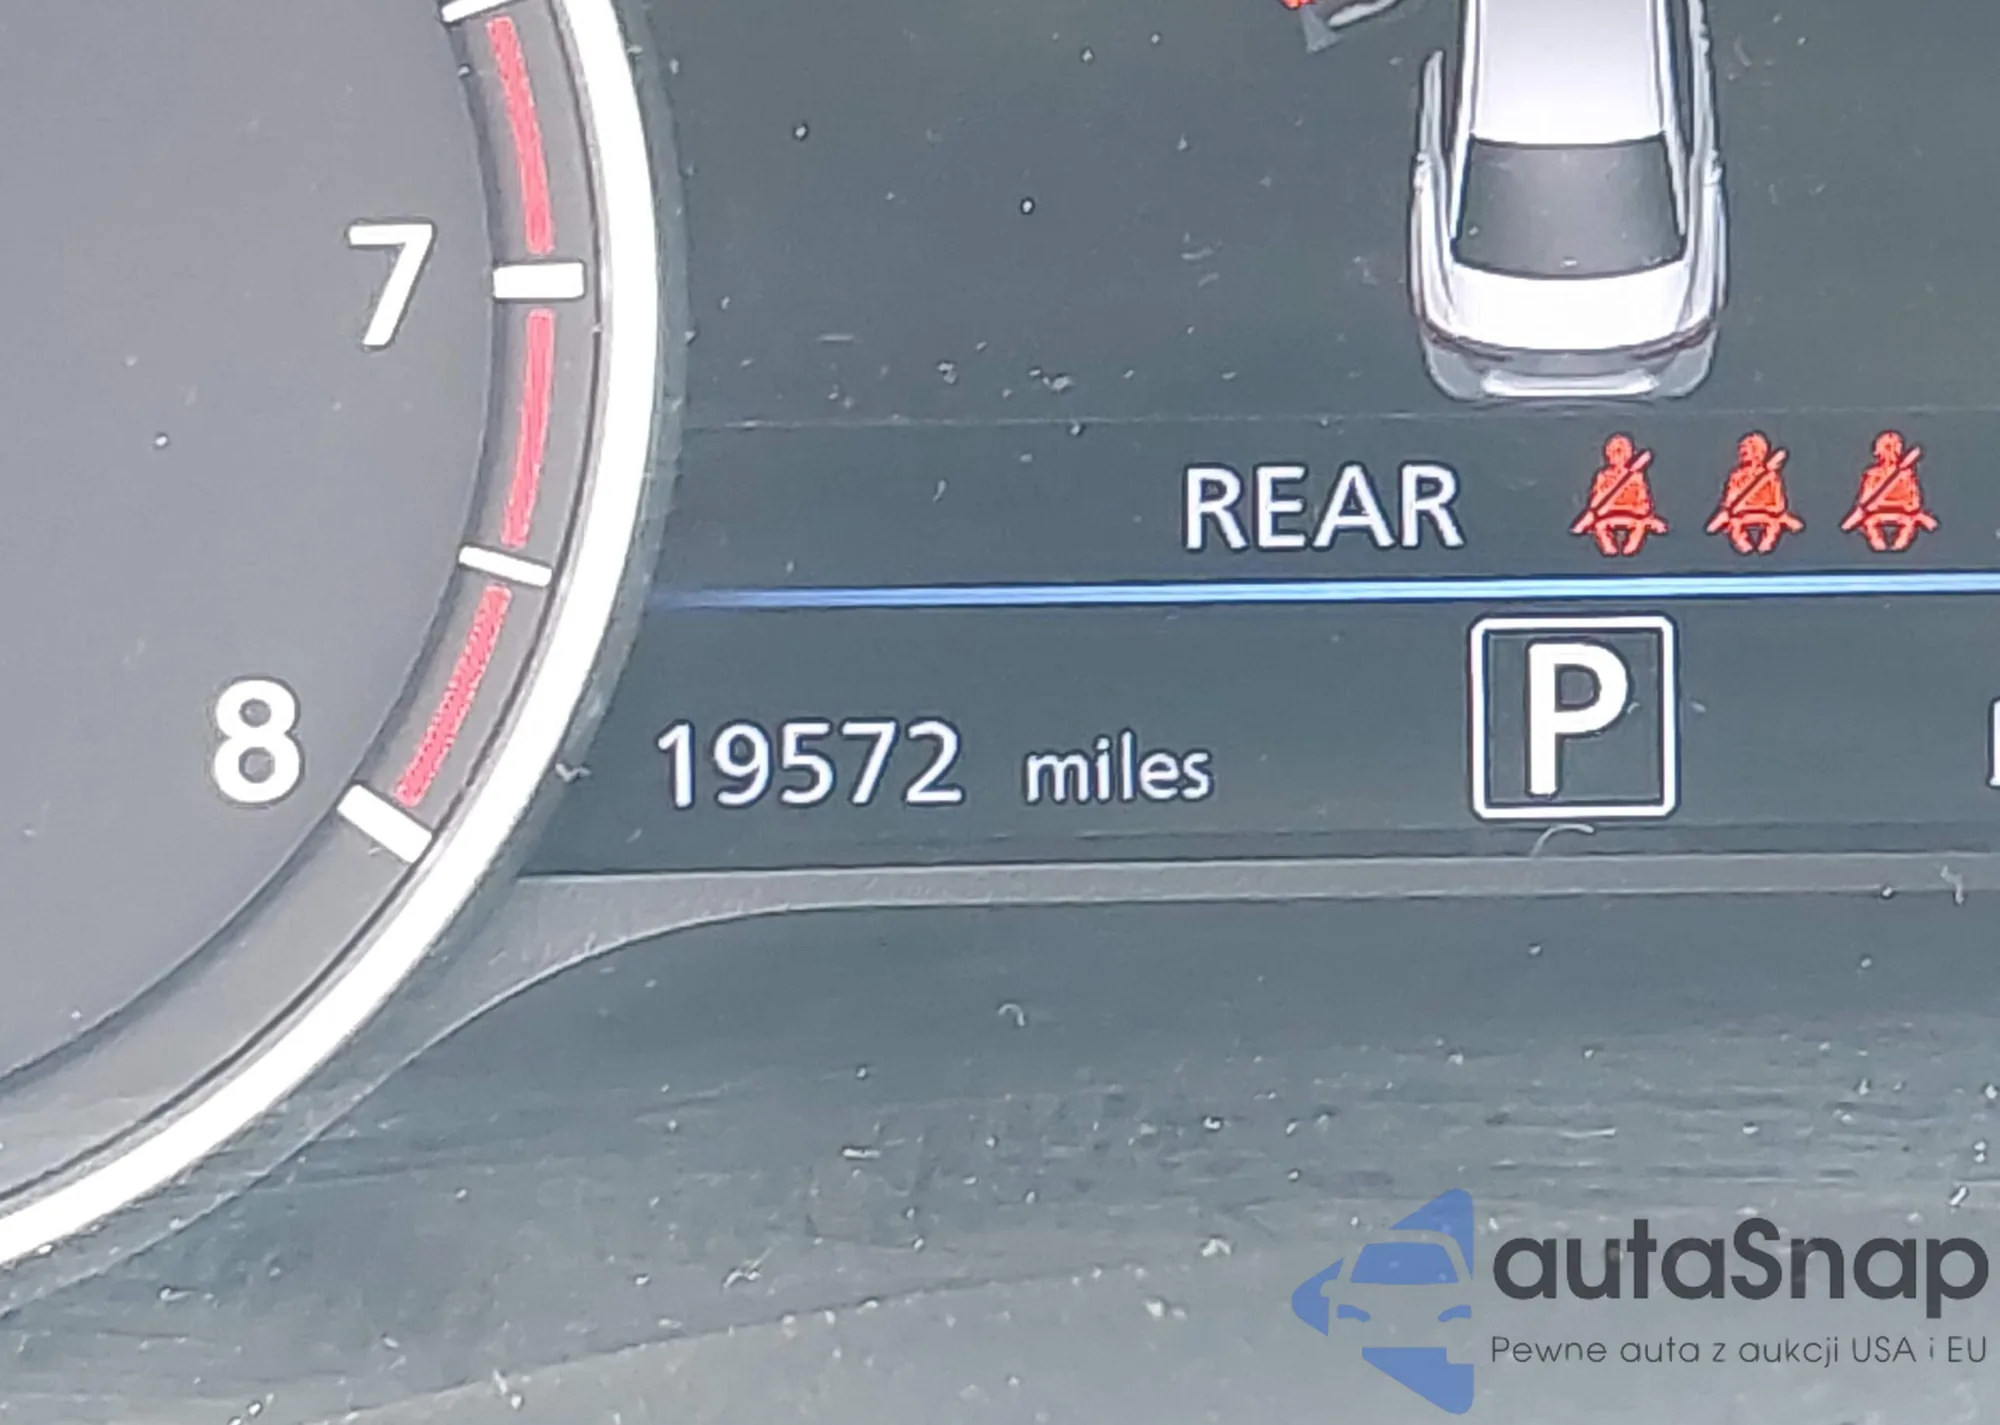 7
REAR
8
19572 miles
P
autaSnap
Pewne auta z aukcji USA i EU